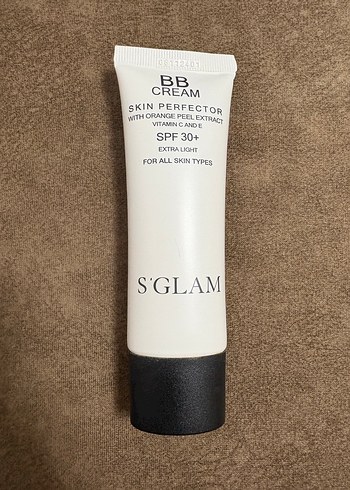 BB
CREAM
SKIN PERFECTOR
WITH ORANGE PEEL EXTRACT
VITAMIN C AND E
SPF 30+
EXTRA LIGHT
FOR ALL SKIN TYPES
S'GLAM